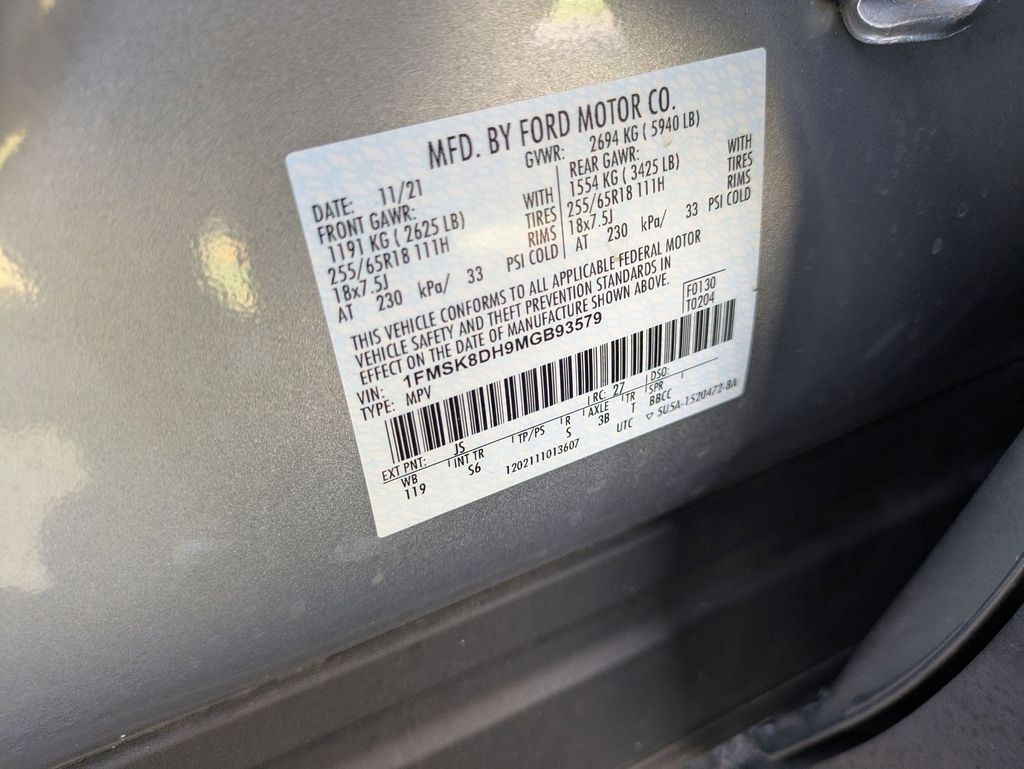 MFD. BY FORD MOTOR CO.
DATE: 11/21 GVWR: 2694 KG ( 5940 LB)
FRONT GAWR: WITH REAR GAWR: WITH
1191 KG ( 2625 LB) TIRES 1554 KG ( 3425 LB) TIRES
255/65R18 111H RIMS 255/65R18 111H RIMS
18x7.5J 18x7.5J
AT 230 kPa/ 33 PSI COLD AT 230 kPa/ 33 PSI COLD
THIS VEHICLE CONFORMS TO ALL APPLICABLE FEDERAL MOTOR
VEHICLE SAFETY AND THEFT PREVENTION STANDARDS IN
EFFECT ON THE DATE OF MANUFACTURE SHOWN ABOVE.
F0130
T0204
VIN: 1FMSK8DH9MGB93579
TYPE: MPV
EXT PNT: JS RC: 27 DSO:
WB INT TR TP/PS R AXLE TR SPR
119 S6 S 3B T BBCC
1202111013607 UTC ▽ 5U5A-1520472-BA